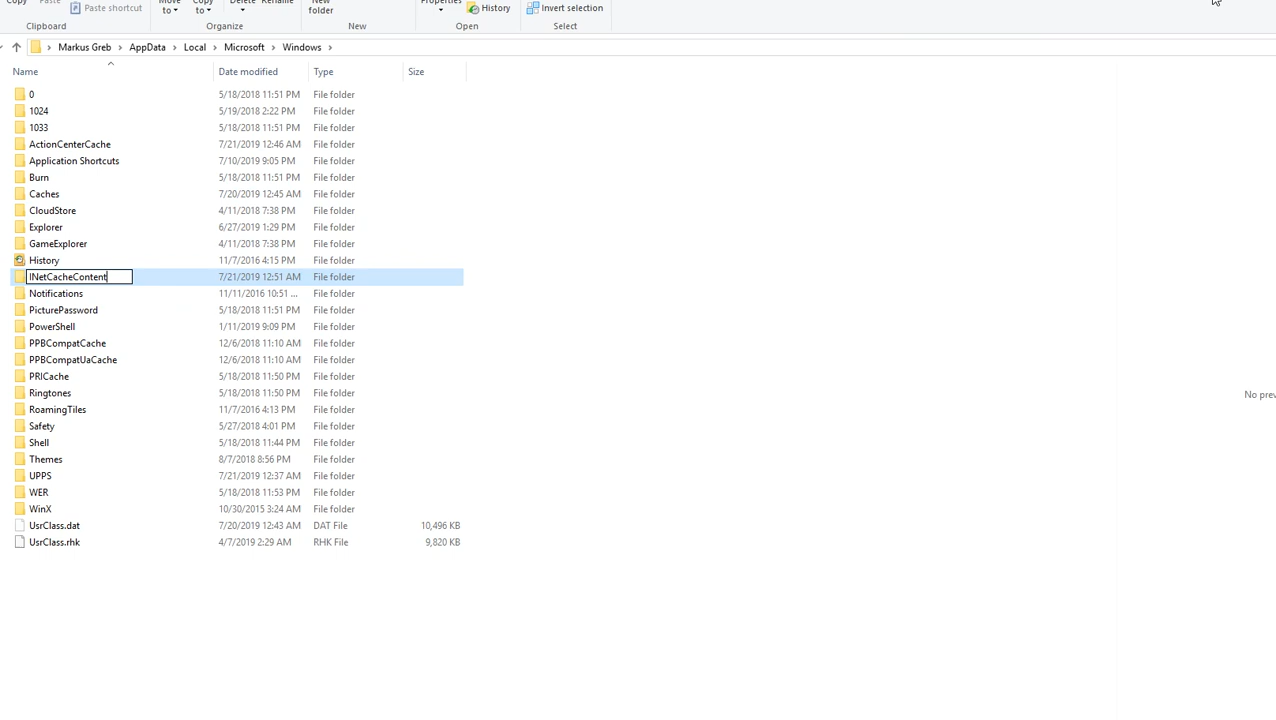 Copy Paste Paste shortcut Move to Copy to Delete Rename New folder Properties History Invert selection
Clipboard Organize New Open Select
Markus Greb > AppData > Local > Microsoft > Windows >
Name Date modified Type Size
0 5/18/2018 11:51 PM File folder
1024 5/19/2018 2:22 PM File folder
1033 5/18/2018 11:51 PM File folder
ActionCenterCache 7/21/2019 12:46 AM File folder
Application Shortcuts 7/10/2019 9:05 PM File folder
Burn 5/18/2018 11:51 PM File folder
Caches 7/20/2019 12:45 AM File folder
CloudStore 4/11/2018 7:38 PM File folder
Explorer 6/27/2019 1:29 PM File folder
GameExplorer 4/11/2018 7:38 PM File folder
History 11/7/2016 4:15 PM File folder
INetCacheContent 7/21/2019 12:51 AM File folder
Notifications 11/11/2016 10:51 ... File folder
PicturePassword 5/18/2018 11:51 PM File folder
PowerShell 1/11/2019 9:09 PM File folder
PPBCompatCache 12/6/2018 11:10 AM File folder
PPBCompatUaCache 12/6/2018 11:10 AM File folder
PRICache 5/18/2018 11:50 PM File folder
Ringtones 5/18/2018 11:50 PM File folder
RoamingTiles 11/7/2016 4:13 PM File folder
Safety 5/27/2018 4:01 PM File folder
Shell 5/18/2018 11:44 PM File folder
Themes 8/7/2018 8:56 PM File folder
UPPS 7/21/2019 12:37 AM File folder
WER 5/18/2018 11:53 PM File folder
WinX 10/30/2015 3:24 AM File folder
UsrClass.dat 7/20/2019 12:43 AM DAT File 10,496 KB
UsrClass.rhk 4/7/2019 2:29 AM RHK File 9,820 KB
No prev